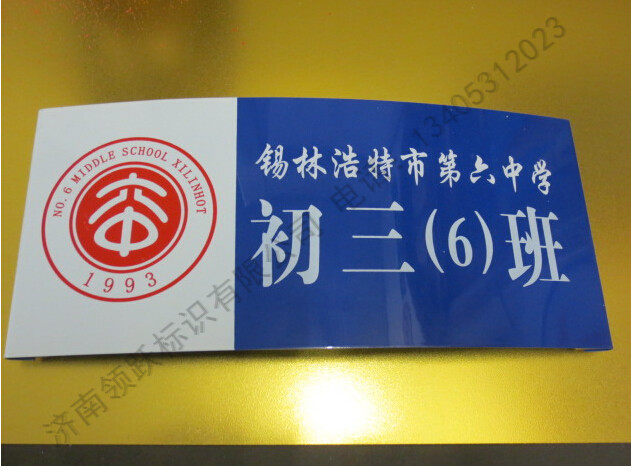 NO. 6 MIDDLE SCHOOL XILINHOT
1993
锡林浩特市第六中学
初三(6)班
济南领跃标识有限公司 电话 13405312023